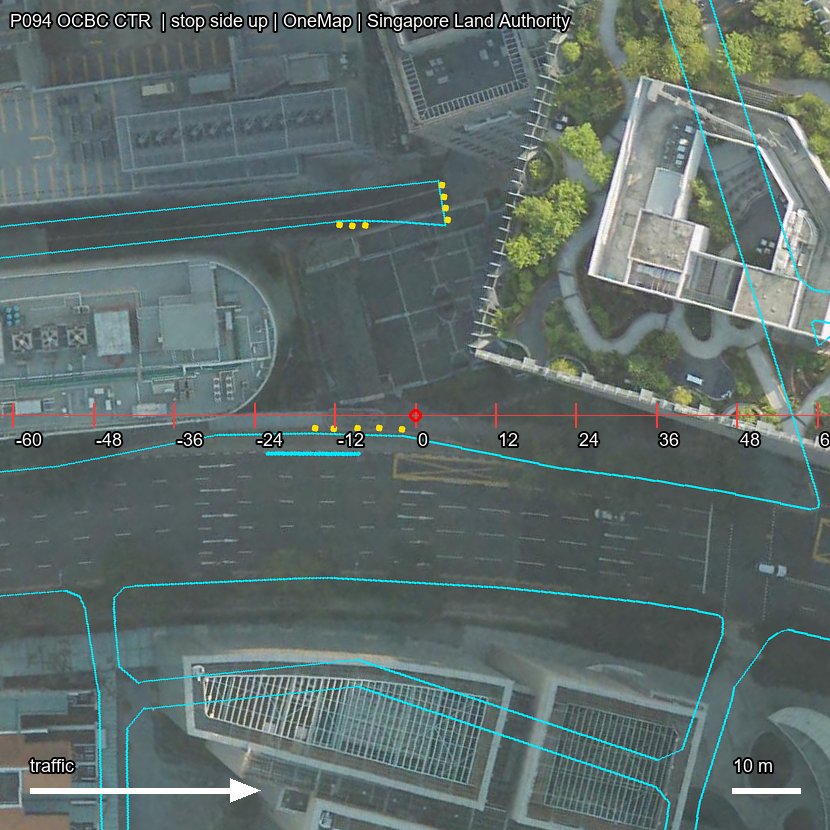 P094 OCBC CTR | stop side up | OneMap | Singapore Land Authority
-60 -48 -36 -24 -12 0 12 24 36 48 6
traffic
10 m